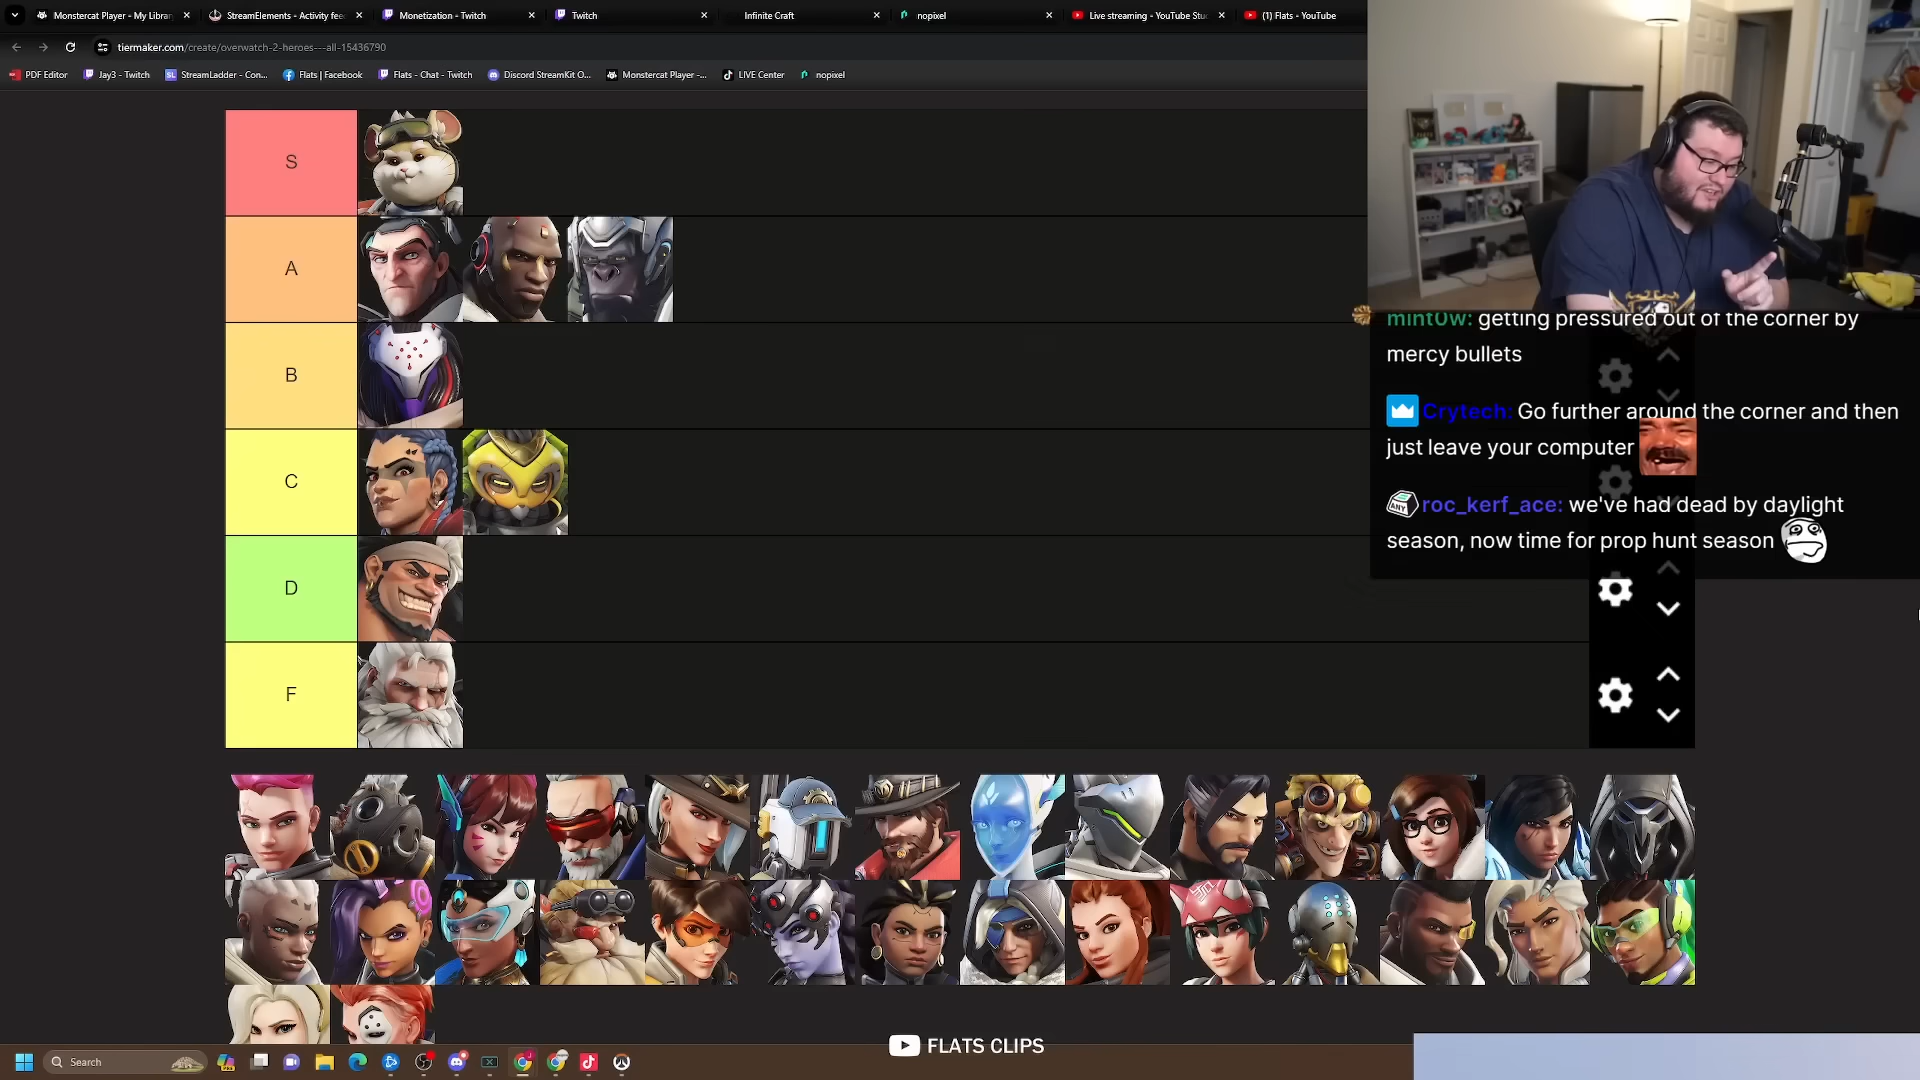 Monstercat Player - My Librar
StreamElements - Activity fee
Monetization - Twitch
Twitch
Infinite Craft
nopixel
Live streaming - YouTube Stu
(1) Flats - YouTube
tiermaker.com/create/overwatch-2-heroes---all-15436790
PDF Editor
Jay3 - Twitch
SL
StreamLadder - Con...
Flats | Facebook
Flats - Chat - Twitch
Discord StreamKit O...
Monstercat Player -...
LIVE Center
nopixel
S
A
B
C
D
F
mint0w: getting pressured out of the corner by
mercy bullets
Crytech: Go further around the corner and then
just leave your computer
ANY
roc_kerf_ace: we've had dead by daylight
season, now time for prop hunt season
FLATS CLIPS
Search